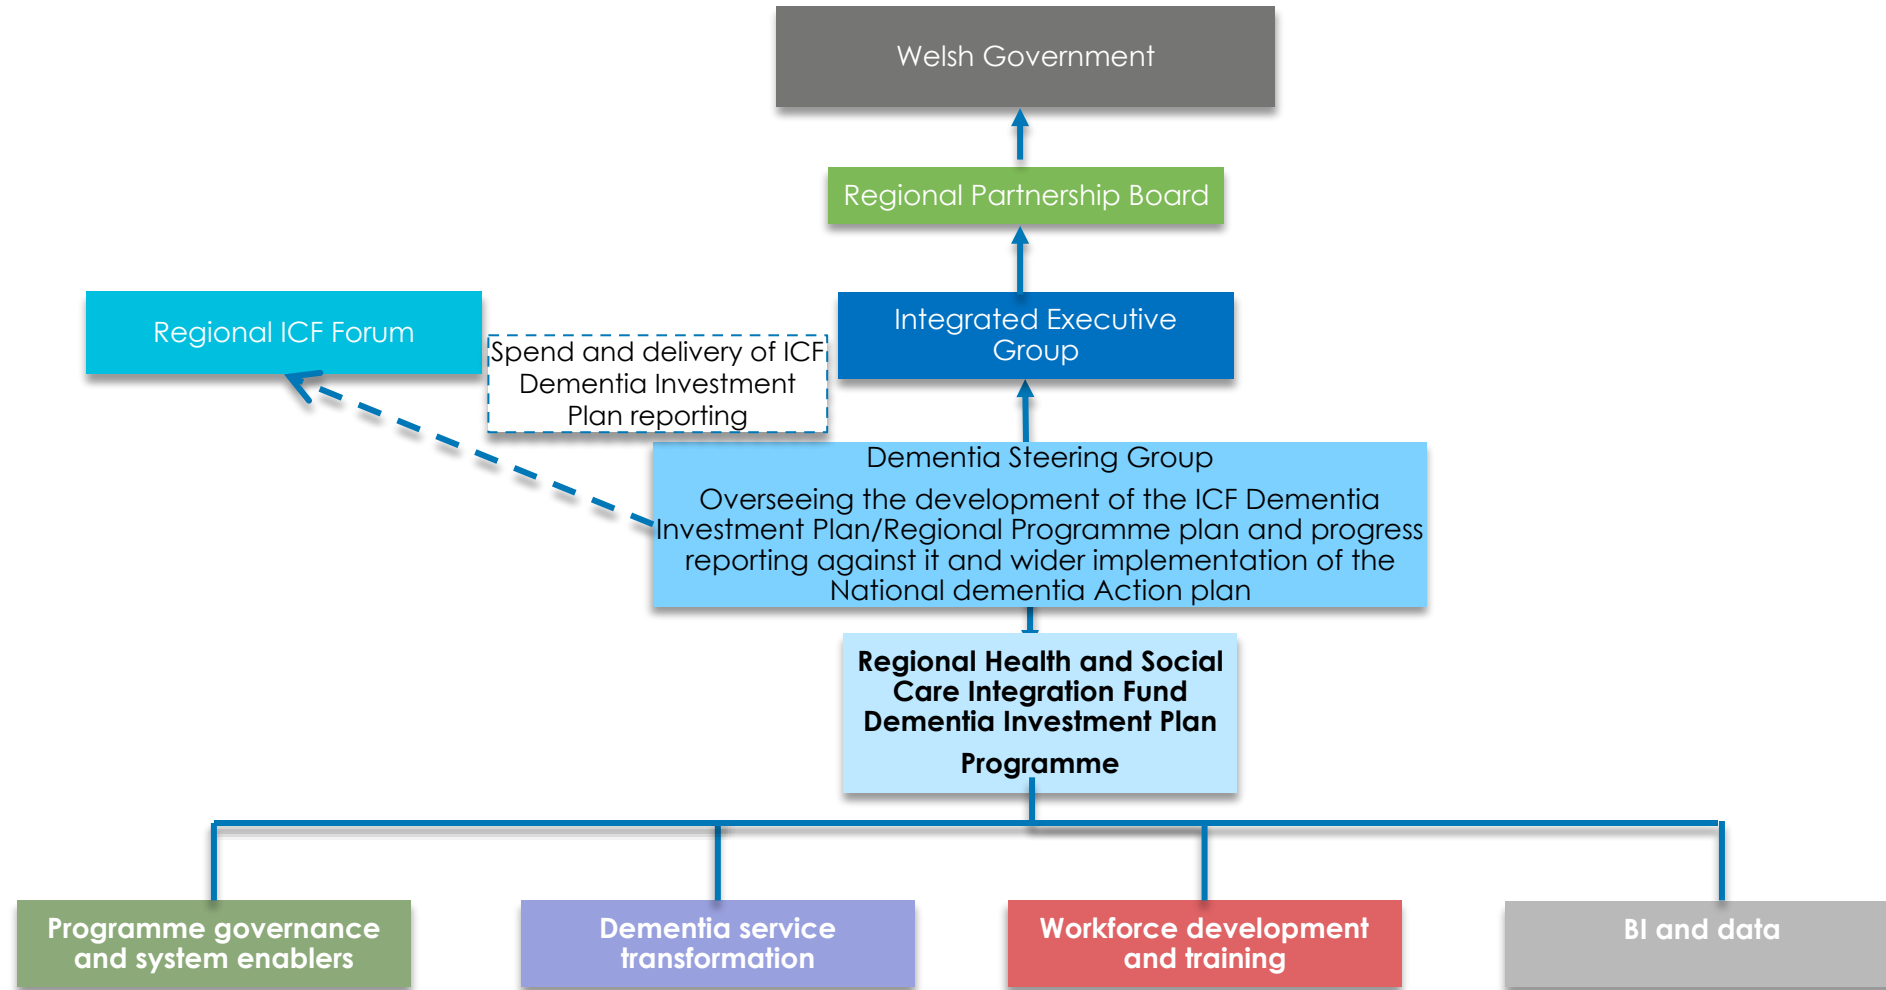 Welsh Government
Regional Partnership Board
Regional ICF Forum
Integrated Executive
Group
Spend and delivery of ICF
Dementia Investment
Plan reporting
Dementia Steering Group
Overseeing the development of the ICF Dementia
Investment Plan/Regional Programme plan and progress
reporting against it and wider implementation of the
National dementia Action plan
Regional Health and Social
Care Integration Fund
Dementia Investment Plan
Programme
Programme governance
and system enablers
Dementia service
transformation
Workforce development
and training
BI and data